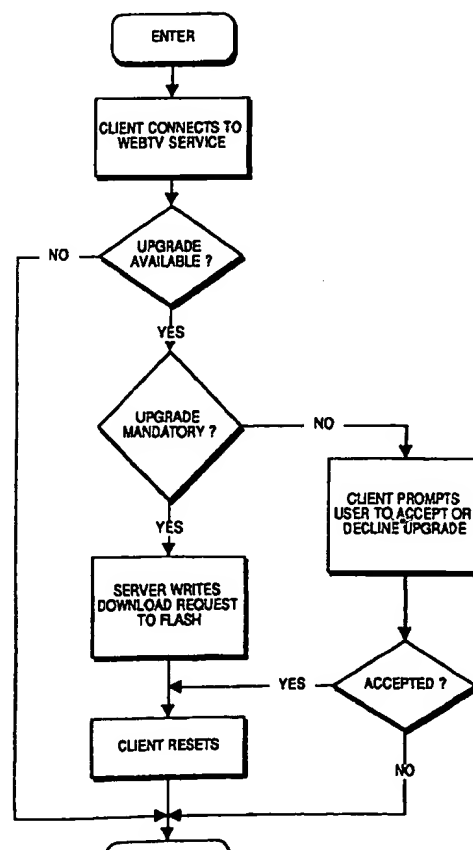 ENTER
CLIENT CONNECTS TO
WEBTV SERVICE
UPGRADE
AVAILABLE ?
NO
YES
UPGRADE
MANDATORY ?
NO
YES
CLIENT PROMPTS
USER TO ACCEPT OR
DECLINE UPGRADE
SERVER WRITES
DOWNLOAD REQUEST
TO FLASH
ACCEPTED ?
YES
NO
CLIENT RESETS